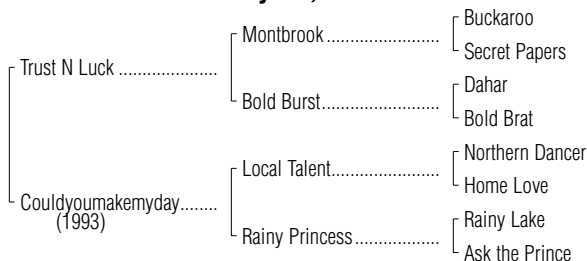 Buckaroo
Montbrook ............................
Secret Papers
Trust N Luck .....................
Dahar
Bold Burst.............................
Bold Brat
Northern Dancer
Local Talent...........................
Home Love
Couldyoumakemyday........
(1993)
Rainy Lake
Rainy Princess .....................
Ask the Prince